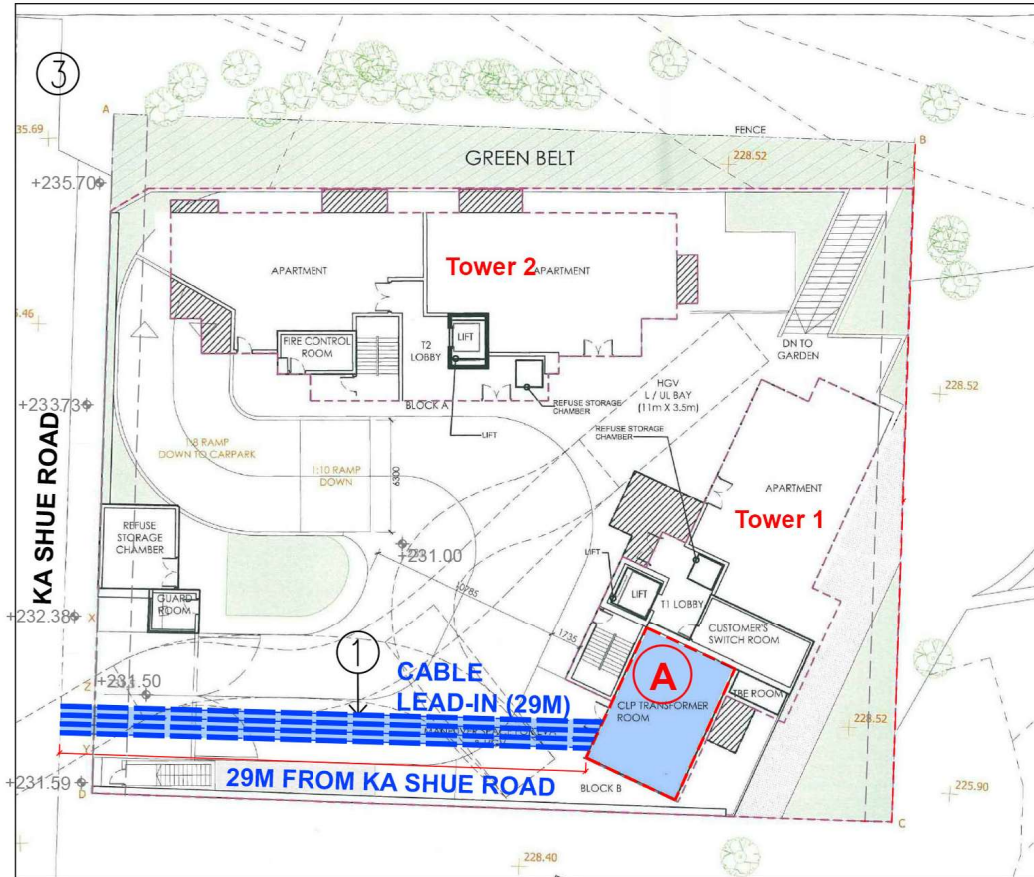 3
A
B
35.69
FENCE
GREEN BELT
228.52
+235.70
Tower 2
APARTMENT
APARTMENT
5.46
FIRE CONTROL
ROOM
T2
LOBBY
LIFT
DN TO
GARDEN
HGV
L / UL BAY
(11m X 3.5m)
228.52
+233.73
BLOCK A
REFUSE STORAGE
CHAMBER
LIFT
REFUSE STORAGE
CHAMBER
1:8 RAMP
DOWN TO CARPARK
1:10 RAMP
DOWN
6300
KA SHUE ROAD
APARTMENT
Tower 1
REFUSE
STORAGE
CHAMBER
+231.00
LIFT
10785
LIFT
T1 LOBBY
GUARD
ROOM
+232.38
X
1735
CUSTOMER'S
SWITCH ROOM
1
CABLE
LEAD-IN (29M)
A
TBE ROOM
Z
+231.50
CLP TRANSFORMER
ROOM
228.52
Y
+231.59
D
29M FROM KA SHUE ROAD
BLOCK B
225.90
C
228.40